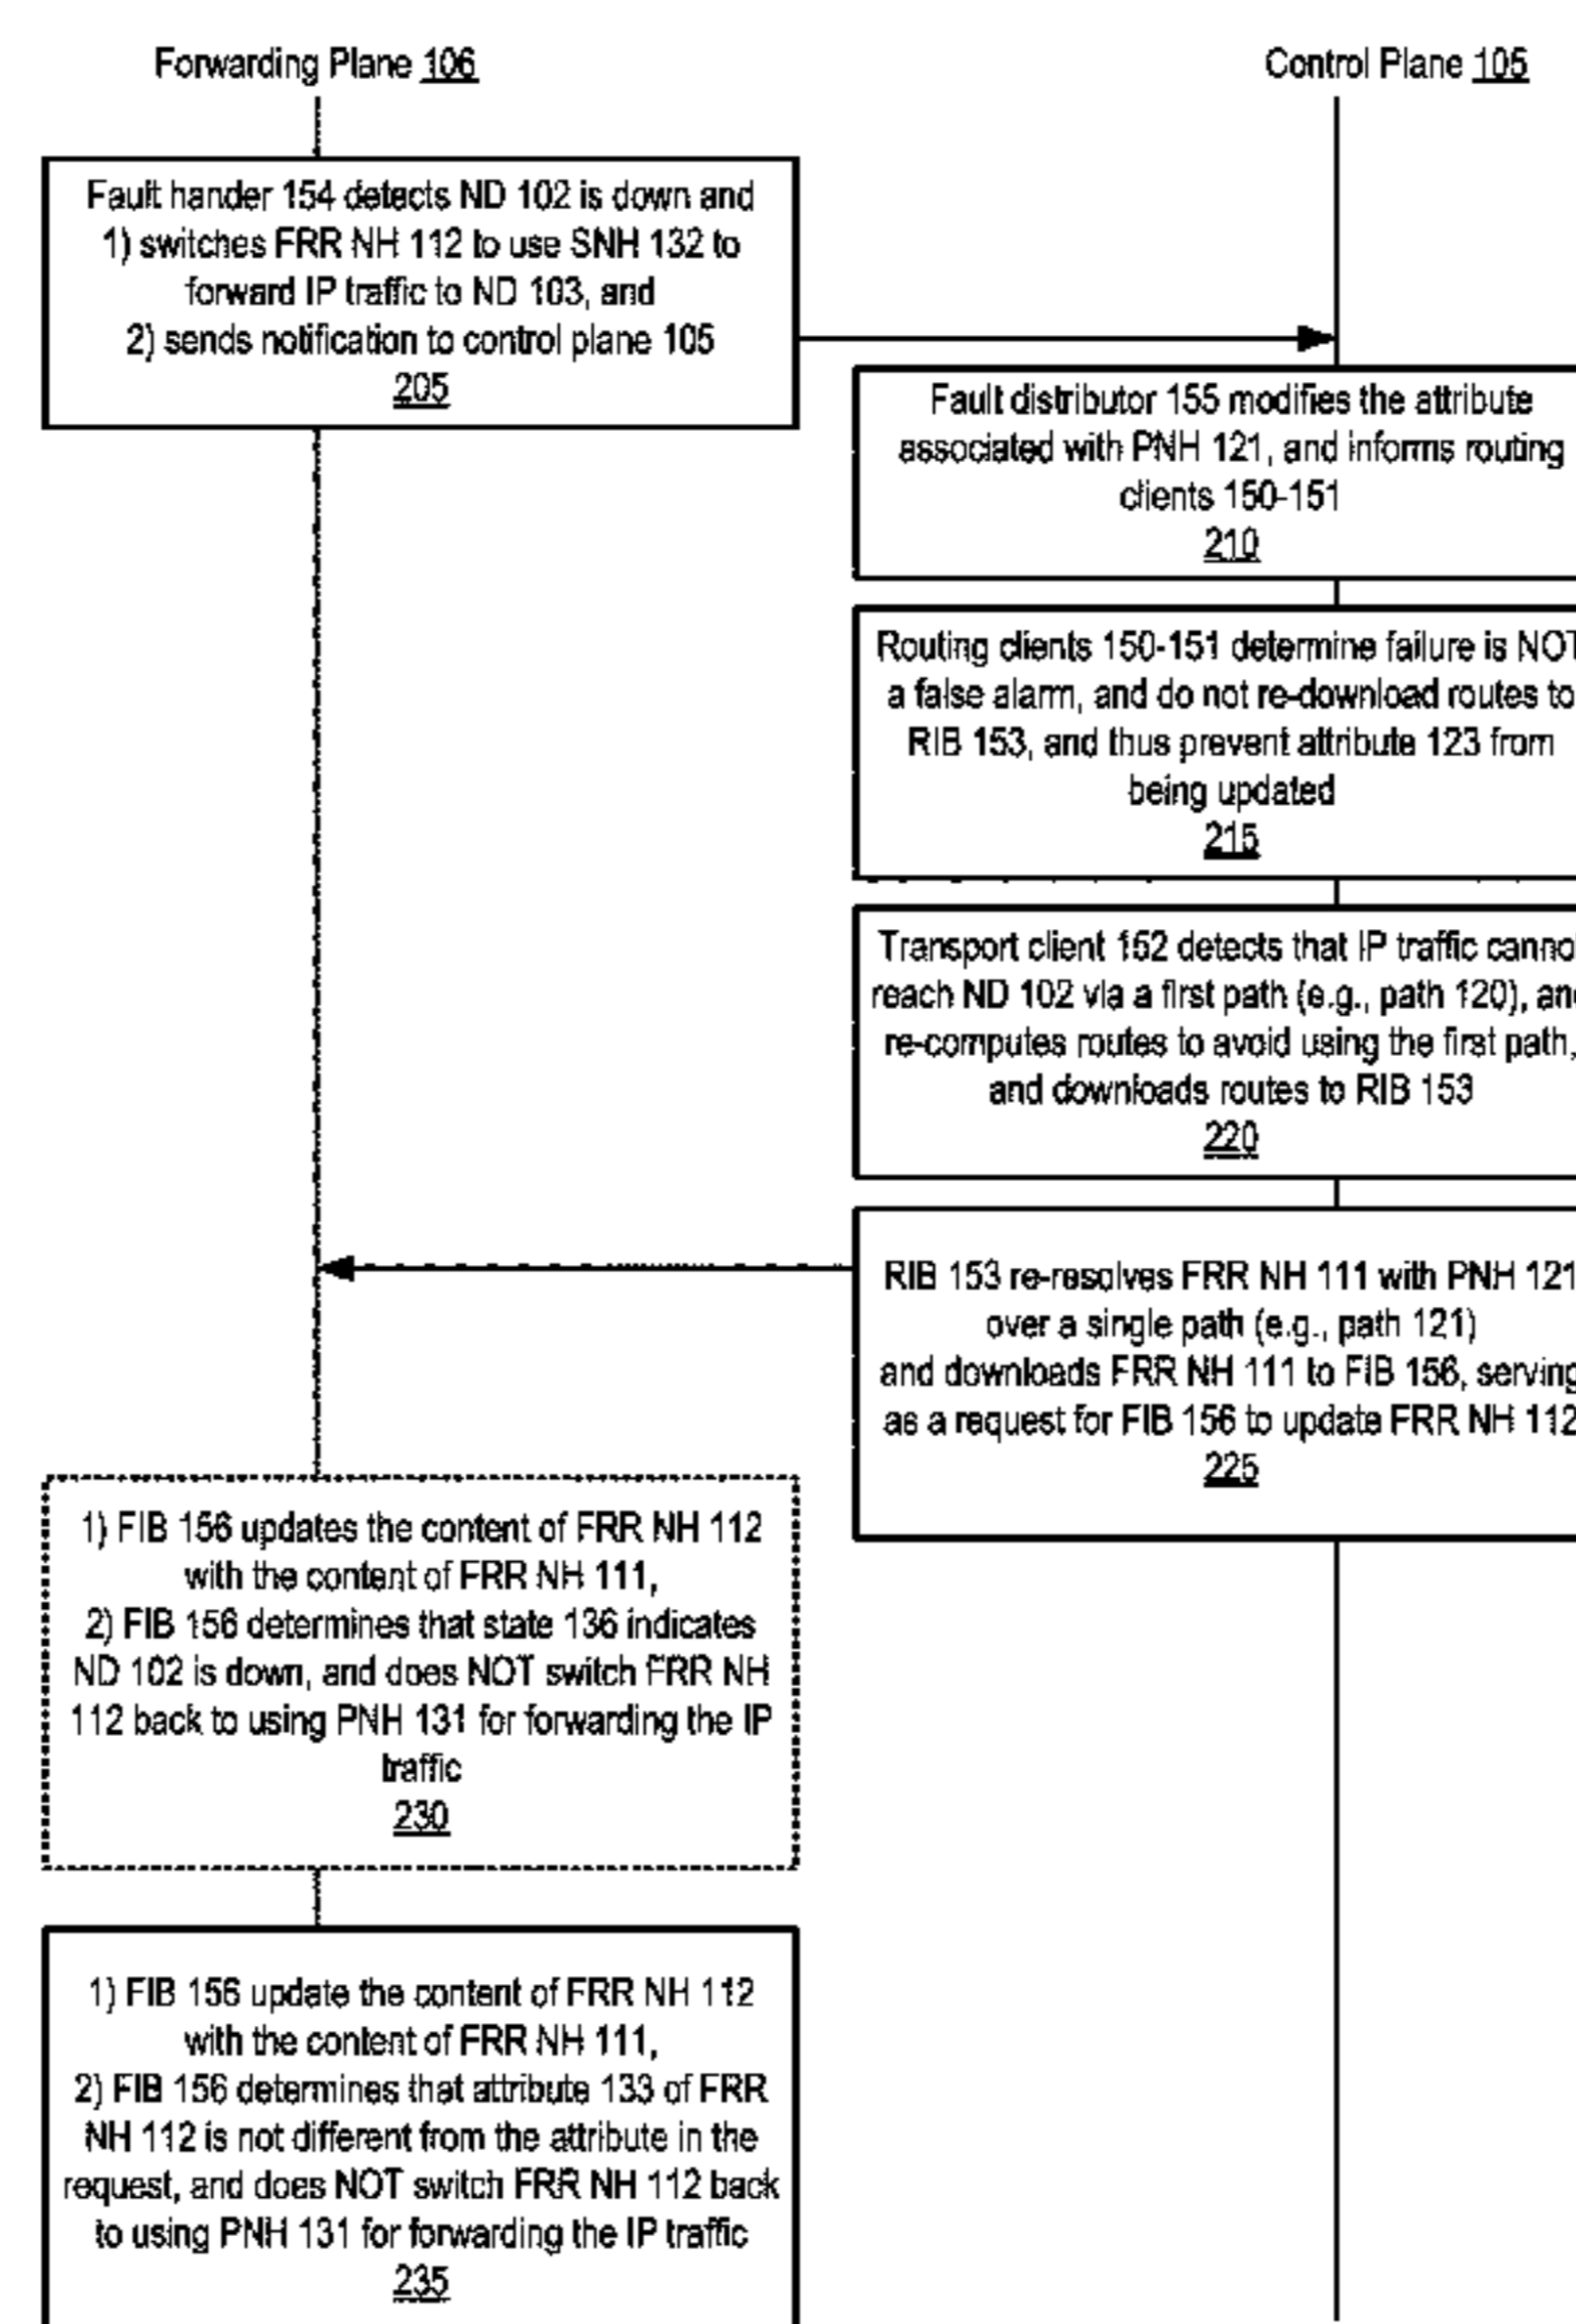 Forwarding Plane 106
Control Plane 105
Fault hander 154 detects ND 102 is down and
1) switches FRR NH 112 to use SNH 132 to
forward IP traffic to ND 103, and
2) sends notification to control plane 105
205
Fault distributor 155 modifies the attribute
associated with PNH 121, and informs routing
clients 150-151
210
Routing clients 150-151 determine failure is NOT
a false alarm, and do not re-download routes to
RIB 153, and thus prevent attribute 123 from
being updated
215
Transport client 152 detects that IP traffic cannot
reach ND 102 via a first path (e.g., path 120), and
re-computes routes to avoid using the first path,
and downloads routes to RIB 153
220
RIB 153 re-resolves FRR NH 111 with PNH 121
over a single path (e.g., path 121)
and downloads FRR NH 111 to FIB 156, serving
as a request for FIB 156 to update FRR NH 112
225
1) FIB 156 updates the content of FRR NH 112
with the content of FRR NH 111,
2) FIB 156 determines that state 136 indicates
ND 102 is down, and does NOT switch FRR NH
112 back to using PNH 131 for forwarding the IP
traffic
230
1) FIB 156 update the content of FRR NH 112
with the content of FRR NH 111,
2) FIB 156 determines that attribute 133 of FRR
NH 112 is not different from the attribute in the
request, and does NOT switch FRR NH 112 back
to using PNH 131 for forwarding the IP traffic
235